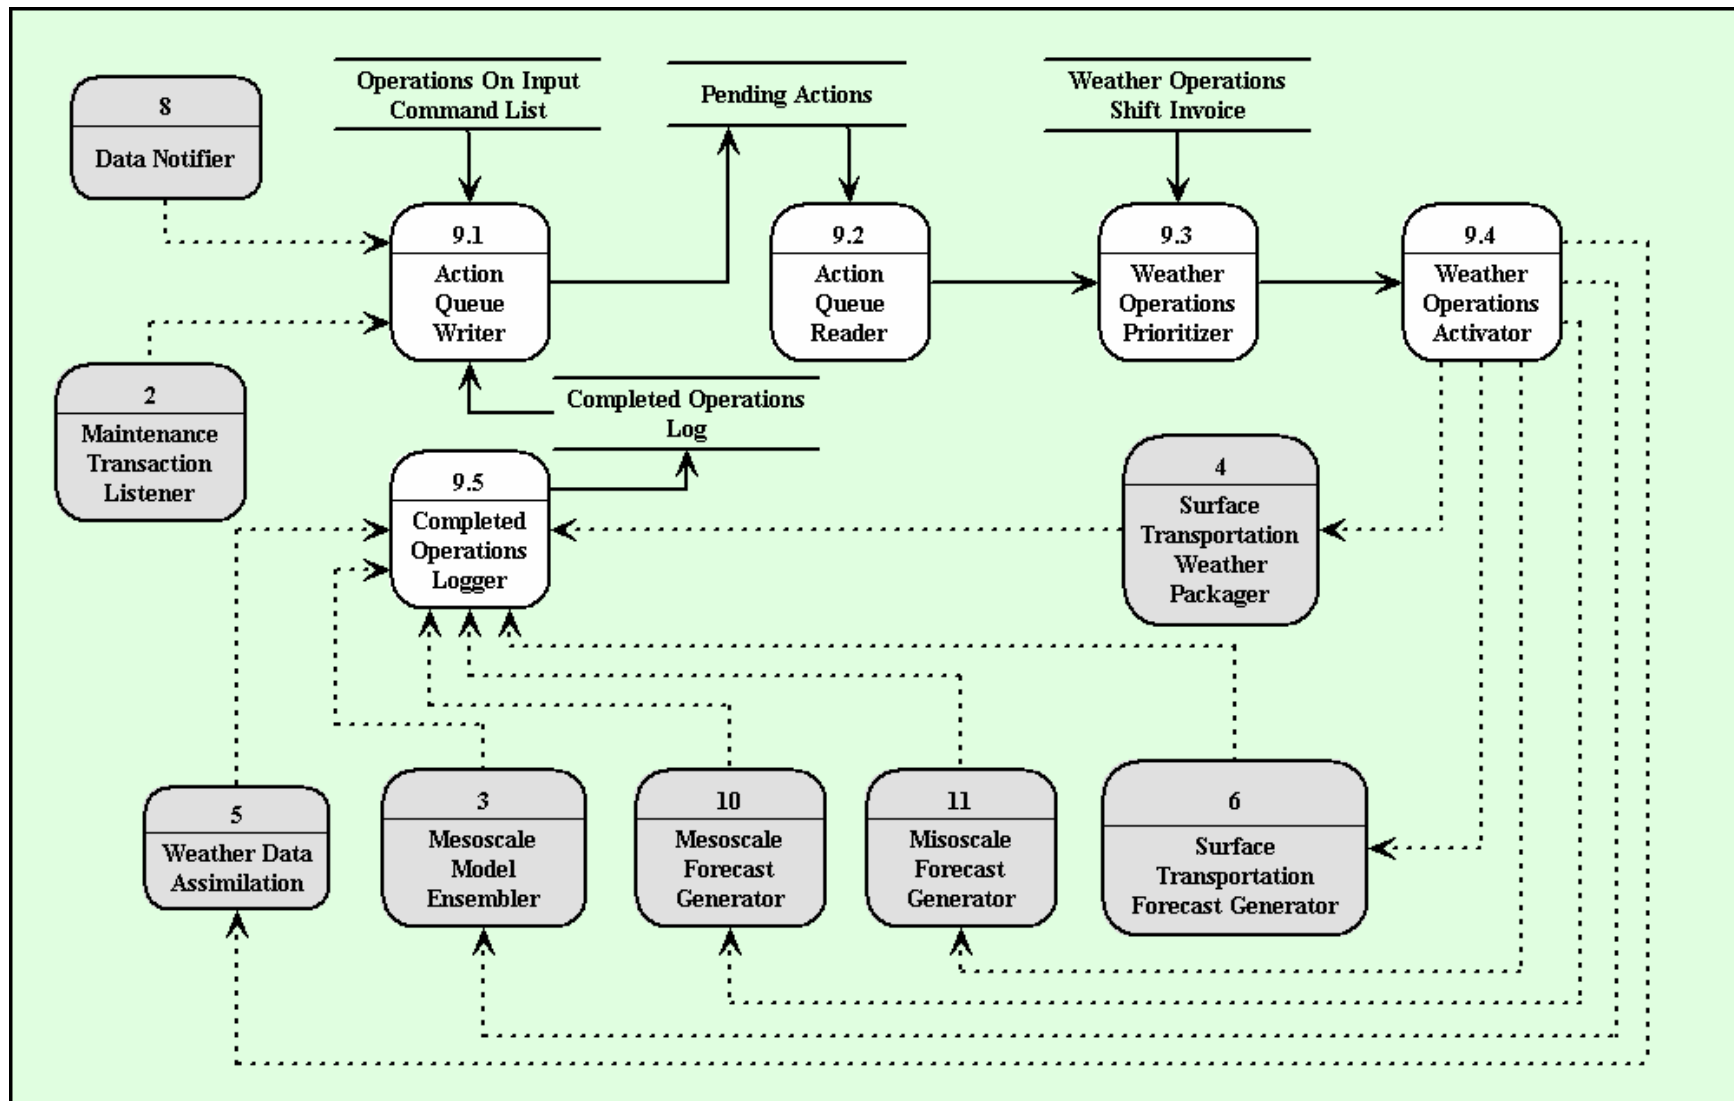 8
Data Notifier
Operations On Input
Command List
Pending Actions
Weather Operations
Shift Invoice
9.1
Action
Queue
Writer
9.2
Action
Queue
Reader
9.3
Weather
Operations
Prioritizer
9.4
Weather
Operations
Activator
2
Maintenance
Transaction
Listener
Completed Operations
Log
9.5
Completed
Operations
Logger
4
Surface
Transportation
Weather
Packager
5
Weather Data
Assimilation
3
Mesoscale
Model
Ensembler
10
Mesoscale
Forecast
Generator
11
Misoscale
Forecast
Generator
6
Surface
Transportation
Forecast Generator